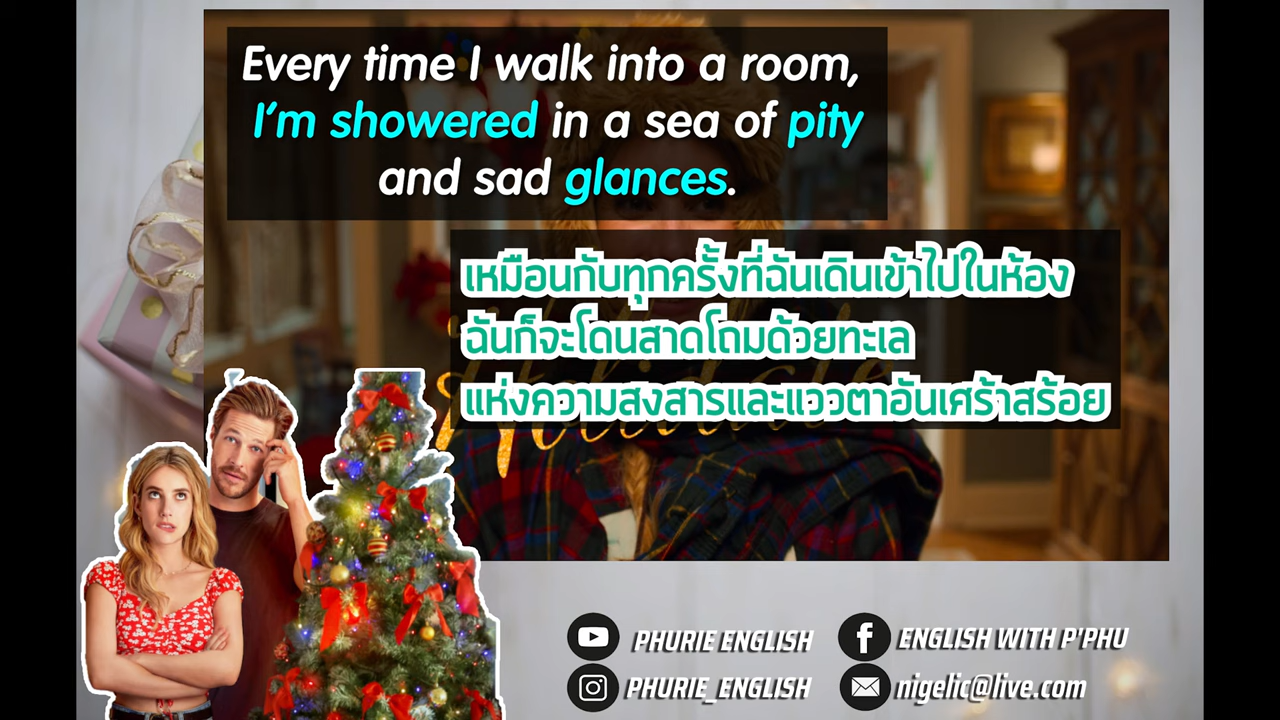 Every time I walk into a room,
I'm showered in a sea of pity
and sad glances.
เหมือนกับทุกครั้งที่ฉันเดินเข้าไปในห้อง
ฉันก็จะโดนสาดโถมด้วยทะเล
แห่งความสงสารและแววตาอันเศร้าสร้อย
Holidate
PHURIE ENGLISH
ENGLISH WITH P'PHU
PHURIE_ENGLISH
nigelic@live.com